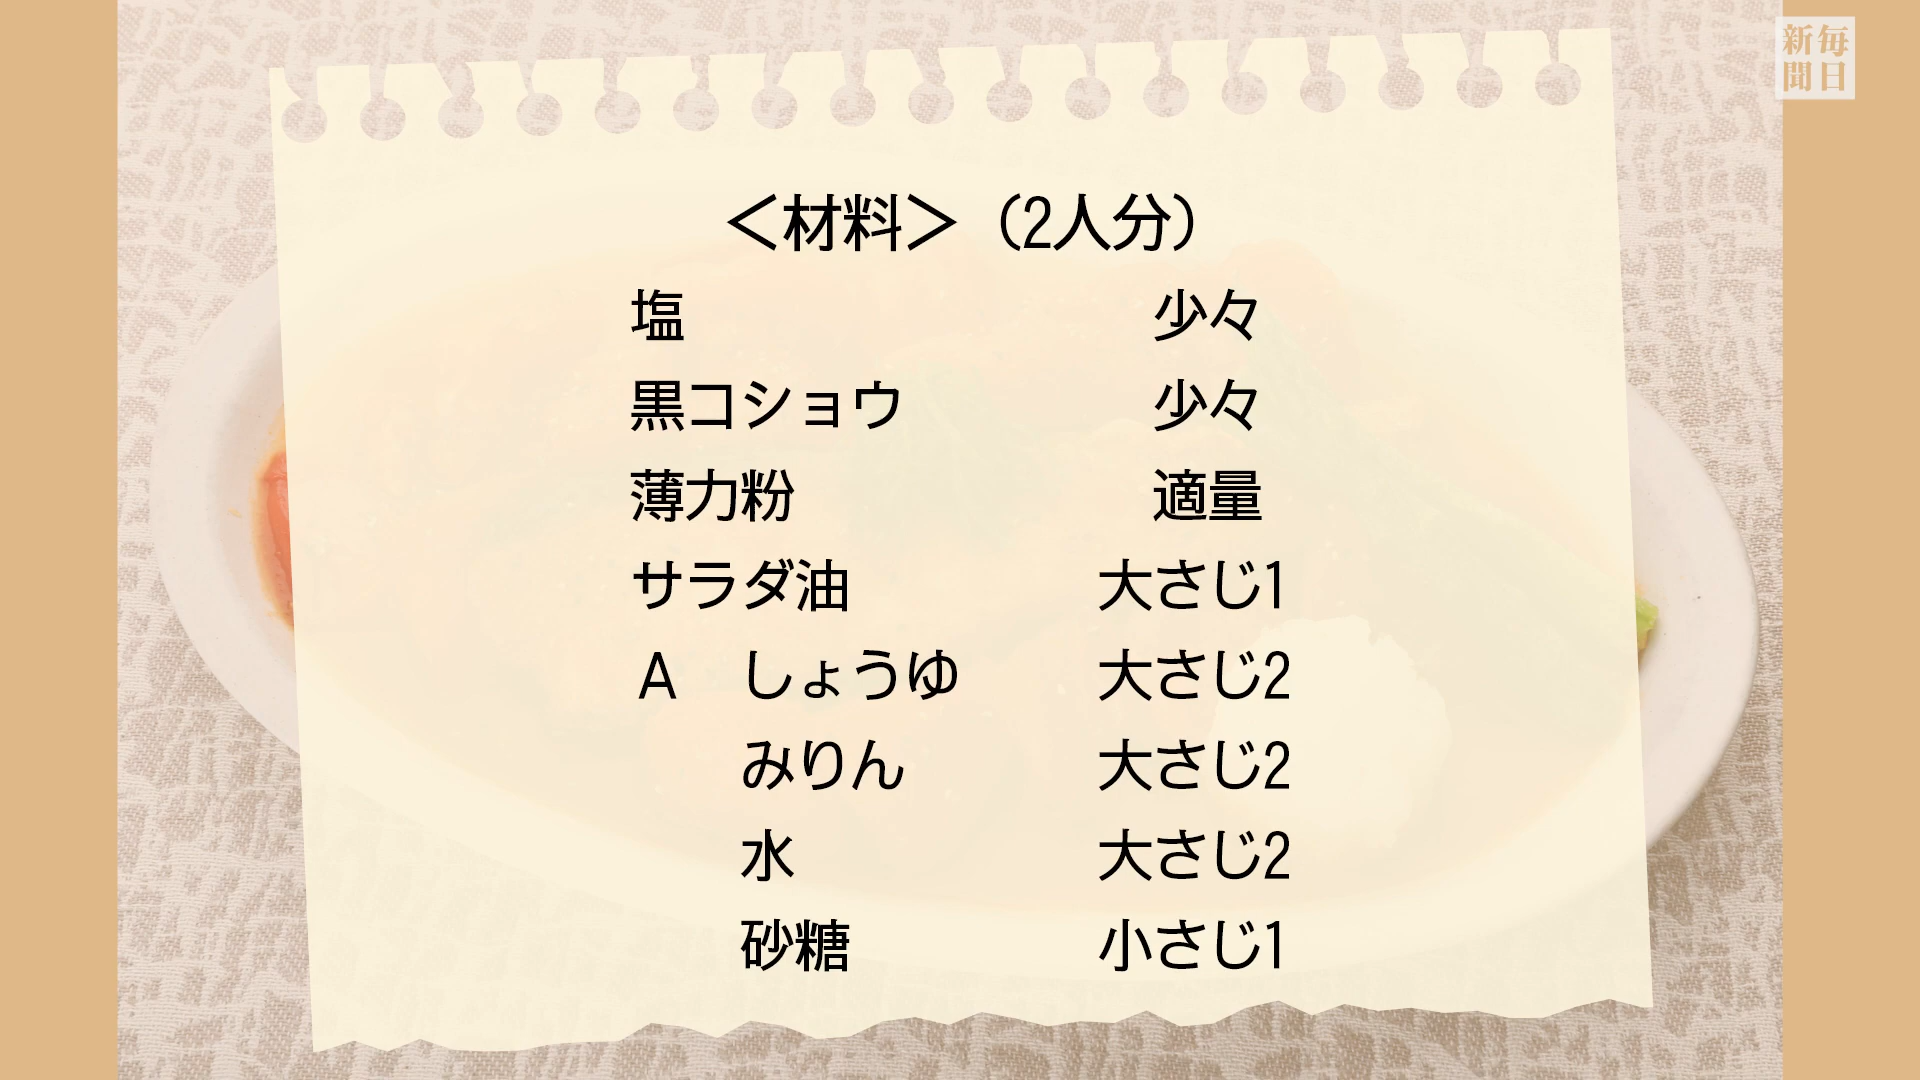 毎日新聞
＜材料＞（2人分）
塩　少々
黒コショウ　少々
薄力粉　適量
サラダ油　大さじ1
A　しょうゆ　大さじ2
みりん　大さじ2
水　大さじ2
砂糖　小さじ1